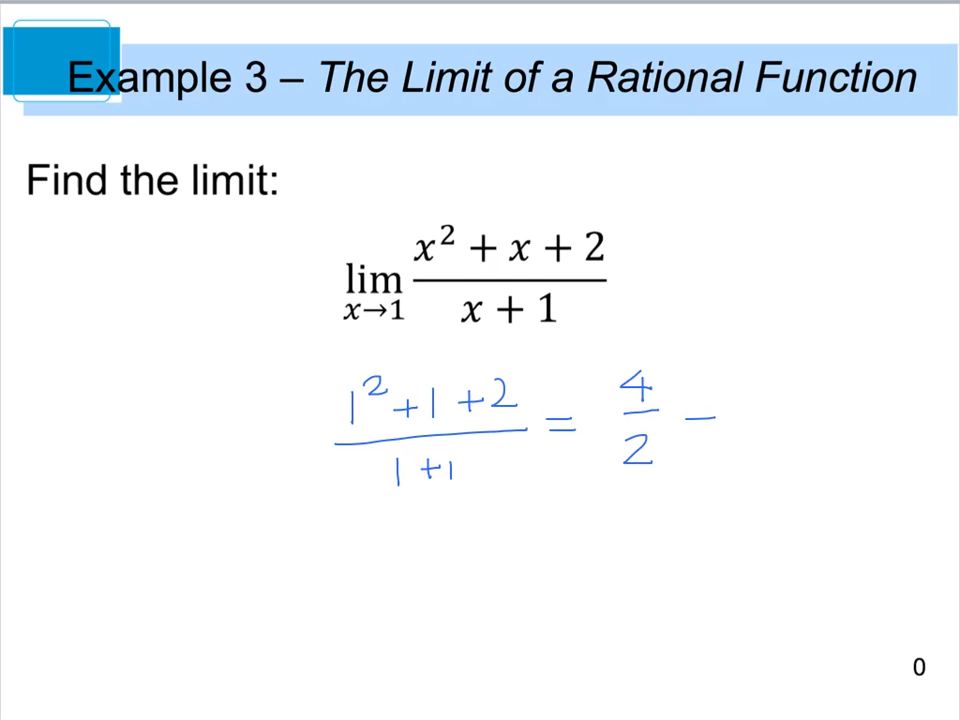 Example 3 – The Limit of a Rational Function
Find the limit:
lim x→1 (x² + x + 2)/(x + 1)
(1² + 1 + 2)/(1 + 1) = 4/2 –
0